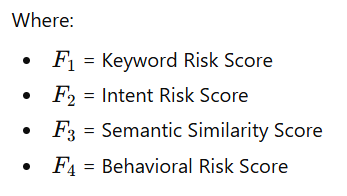 Where:
• F₁ = Keyword Risk Score
• F₂ = Intent Risk Score
• F₃ = Semantic Similarity Score
• F₄ = Behavioral Risk Score